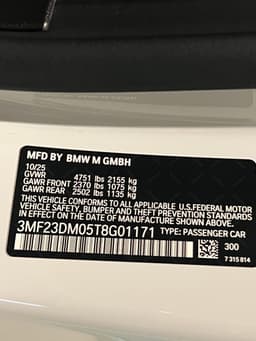 MFD BY BMW M GMBH
10/25
GVWR 4751 lbs 2155 kg
GAWR FRONT 2370 lbs 1075 kg
GAWR REAR 2502 lbs 1135 kg
THIS VEHICLE CONFORMS TO ALL APPLICABLE U.S.FEDERAL MOTOR
VEHICLE SAFETY, BUMPER, AND THEFT PREVENTION STANDARDS
IN EFFECT ON THE DATE OF MANUFACTURE SHOWN ABOVE.
3MF23DM05T8G01171 TYPE: PASSENGER CAR
300
7 315 814